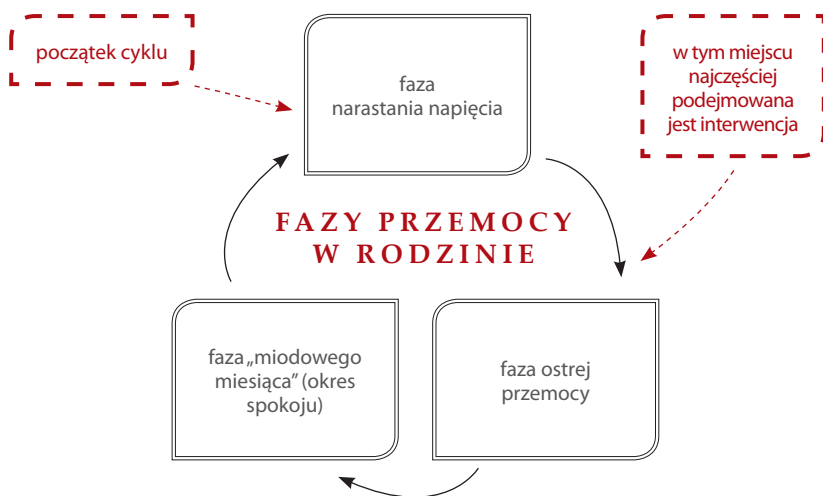 początek cyklu
faza
narastania napięcia
w tym miejscu
najczęściej
podejmowana
jest interwencja
FAZY PRZEMOCY
W RODZINIE
faza „miodowego
miesiąca” (okres
spokoju)
faza ostrej
przemocy